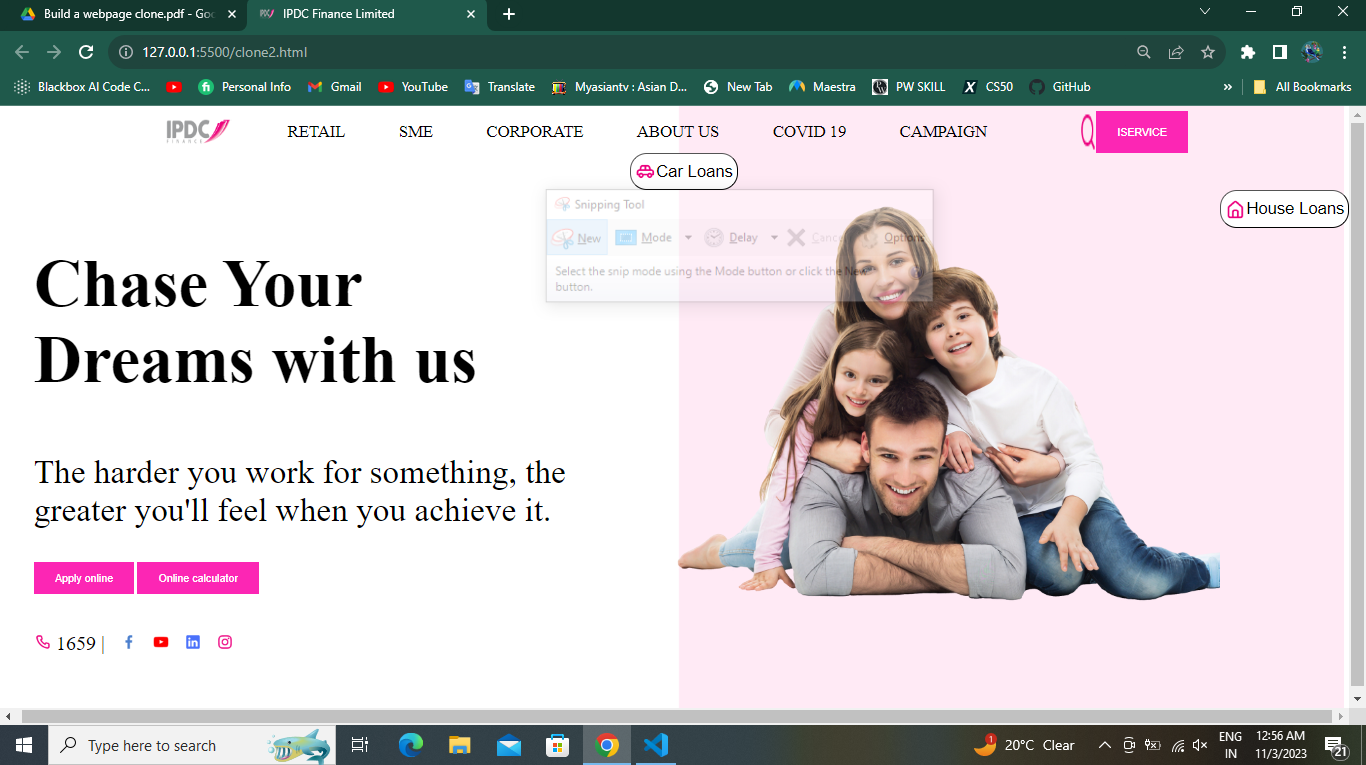 Build a webpage clone.pdf - Goo
IPDC Finance Limited
127.0.0.1:5500/clone2.html
Blackbox AI Code C...
Personal Info
Gmail
YouTube
Translate
Myasiantv : Asian D...
New Tab
Maestra
PW SKILL
CS50
GitHub
»
All Bookmarks
IPDC
FINANCE
RETAIL
SME
CORPORATE
ABOUT US
COVID 19
CAMPAIGN
ISERVICE
Car Loans
House Loans
Snipping Tool
New
Mode
Delay
Cancel
Options
Select the snip mode using the Mode button or click the New
button.
Chase Your
Dreams with us
The harder you work for something, the
greater you'll feel when you achieve it.
Apply online
Online calculator
1659 |
Type here to search
1
20°C Clear
ENG
IN
12:56 AM
11/3/2023
21